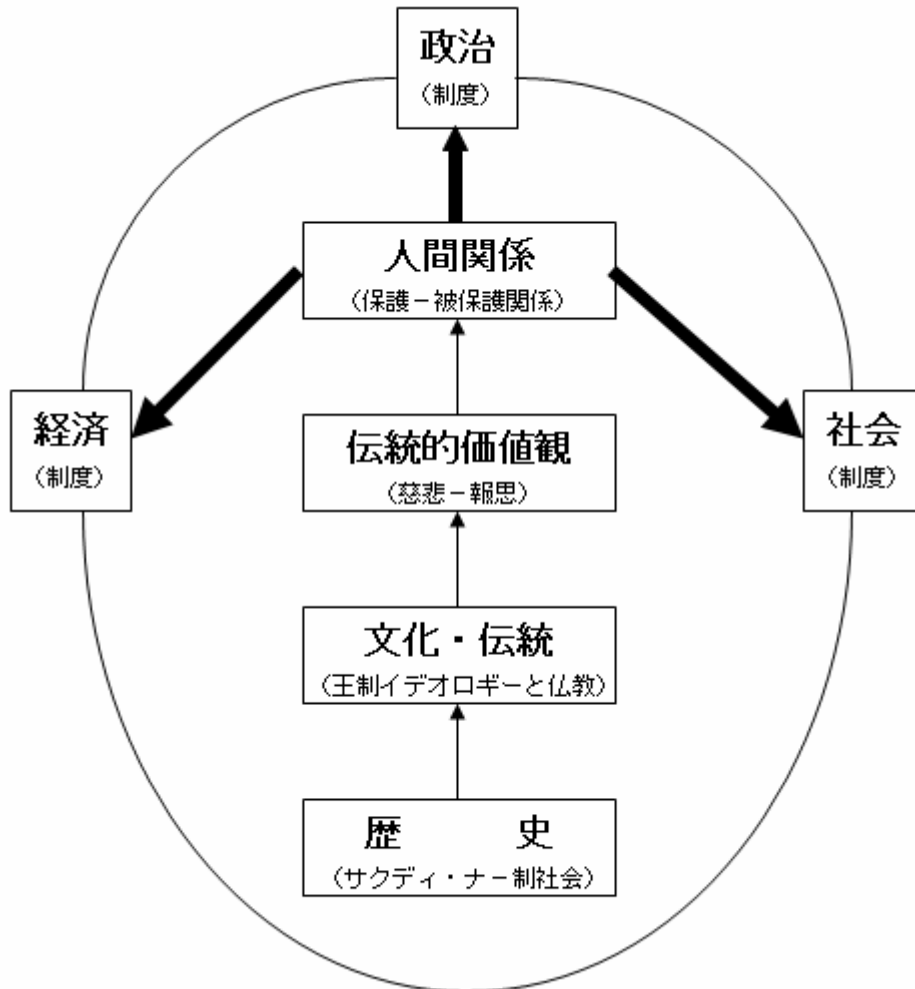 政治
（制度）
人間関係
（保護－被保護関係）
経済
（制度）
社会
（制度）
伝統的価値観
（慈悲－報思）
文化・伝統
（王制イデオロギーと仏教）
歴　史
（サクディ・ナー制社会）